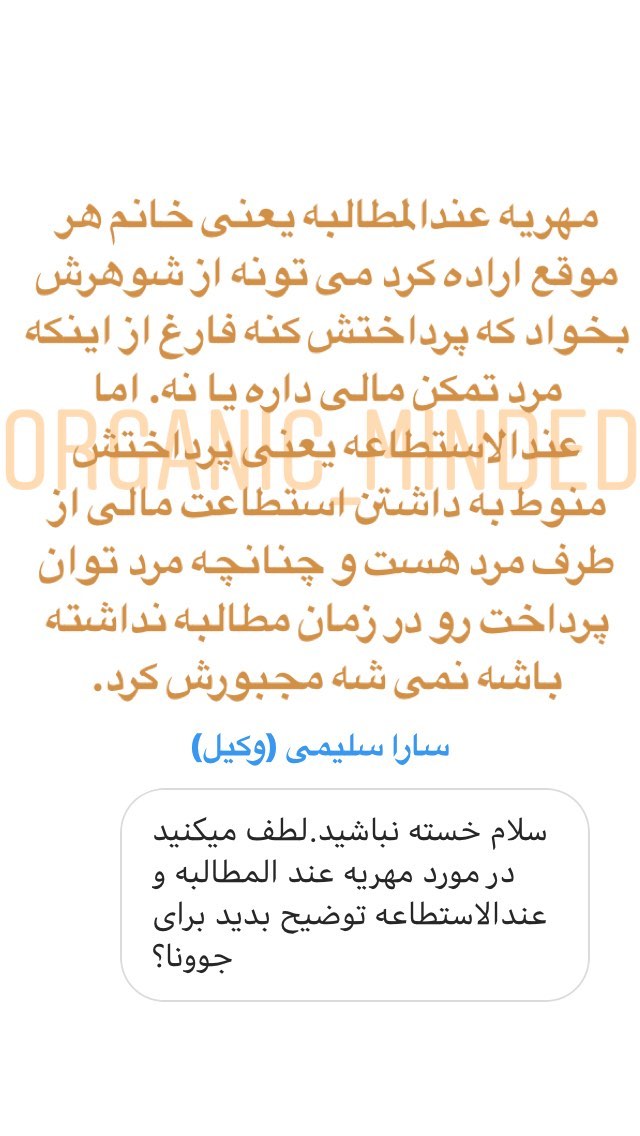 مهریه عندالمطالبه یعنی خانم هر
موقع اراده کرد می تونه از شوهرش
بخواد که پرداختش کنه فارغ از اینکه
مرد تمکن مالی داره یا نه. اما
ORGANIC_MINDED
عندالاستطاعه یعنی پرداختش
منوط به داشتن استطاعت مالی از
طرف مرد هست و چنانچه مرد توان
پرداخت رو در زمان مطالبه نداشته
باشه نمی شه مجبورش کرد.
سارا سلیمی (وکیل)
سلام خسته نباشید.لطف میکنید
در مورد مهریه عند المطالبه و
عندالاستطاعه توضیح بدید برای
جوونا؟